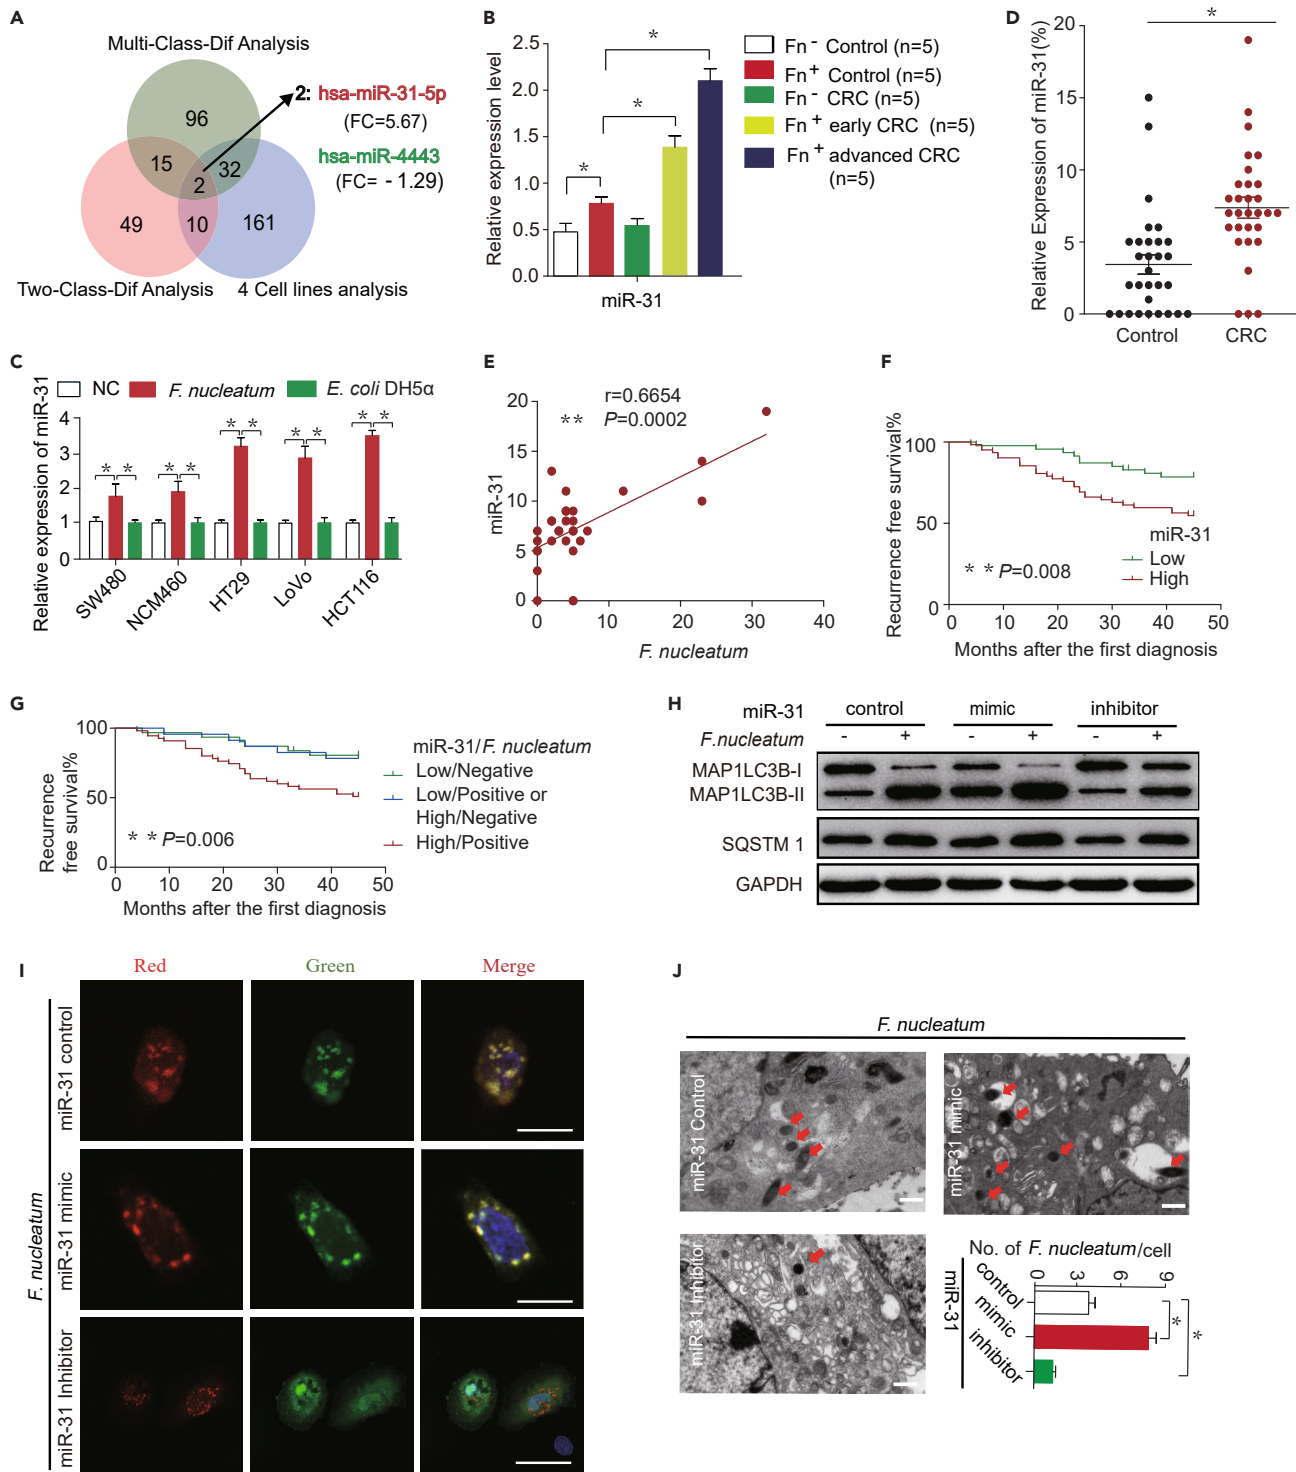 A
Multi-Class-Dif Analysis
96
15
32
2
49
10
161
Two-Class-Dif Analysis
4 Cell lines analysis
2: hsa-miR-31-5p
(FC=5.67)
hsa-miR-4443
(FC= - 1.29)
B
Relative expression level
2.5
2.0
1.5
1.0
0.5
0.0
*
*
*
miR-31
Fn- Control (n=5)
Fn+ Control (n=5)
Fn- CRC (n=5)
Fn+ early CRC (n=5)
Fn+ advanced CRC
(n=5)
D
Relative Expression of miR-31(%)
20
15
10
5
0
*
Control
CRC
C
NC
F. nucleatum
E. coli DH5α
Relative expression of miR-31
4
3
2
1
0
* *
* *
* *
* *
* *
SW480
NCM460
HT29
LoVo
HCT116
E
miR-31
20
15
10
5
0
**
r=0.6654
P=0.0002
0
10
20
30
40
F. nucleatum
F
Recurrence free survival%
100
50
0
miR-31
Low
High
* * P=0.008
0
10
20
30
40
50
Months after the first diagnosis
G
Recurrence
free survival%
100
50
0
* * P=0.006
0
10
20
30
40
50
Months after the first diagnosis
miR-31/F. nucleatum
Low/Negative
Low/Positive or
High/Negative
High/Positive
H
miR-31
control
mimic
inhibitor
F.nucleatum
- + - + - +
MAP1LC3B-I
MAP1LC3B-II
SQSTM 1
GAPDH
I
Red
Green
Merge
F. nucleatum
miR-31 control
miR-31 mimic
miR-31 Inhibitor
J
F. nucleatum
miR-31 Control
miR-31 mimic
miR-31 Inhibitor
No. of F. nucleatum/cell
0
3
6
9
miR-31
control
mimic
inhibitor
*
*